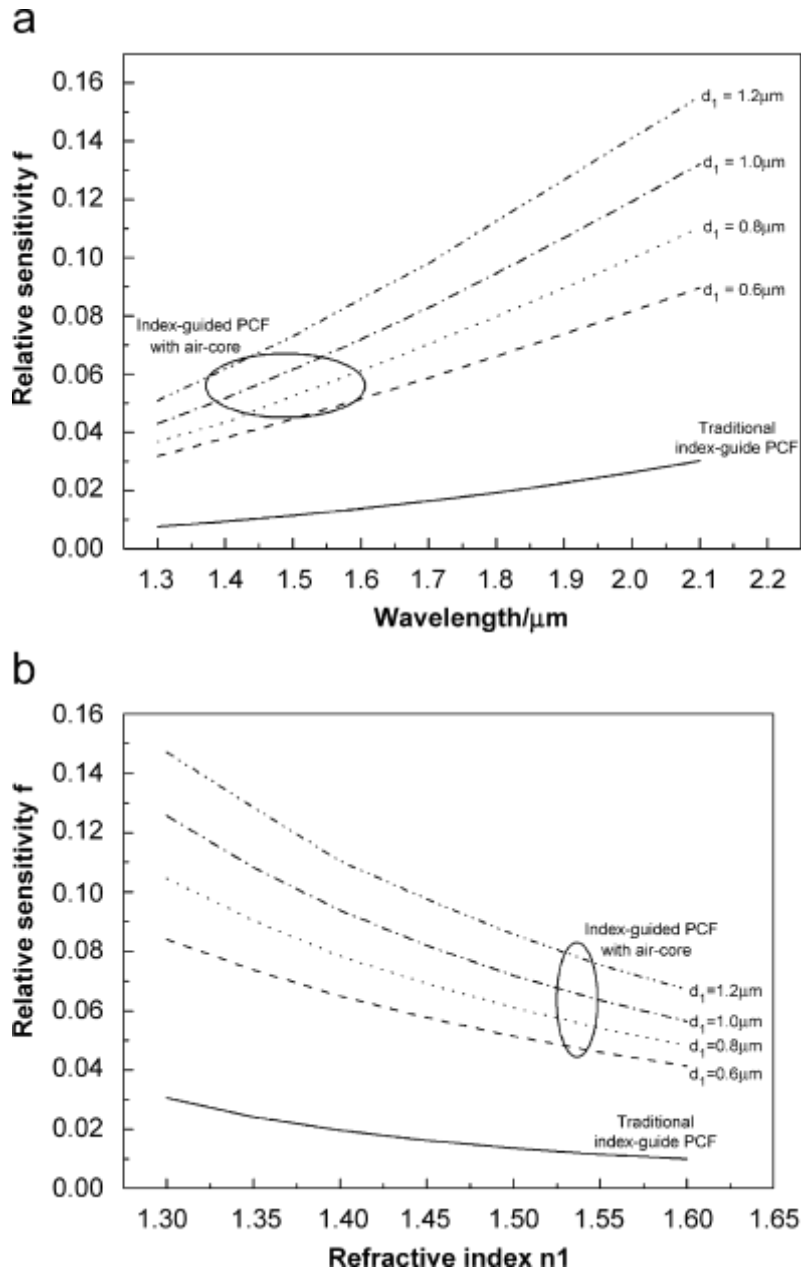 a
0.16
0.14
0.12
0.10
0.08
0.06
0.04
0.02
0.00
Relative sensitivity f
d1 = 1.2μm
d1 = 1.0μm
d1 = 0.8μm
d1 = 0.6μm
Index-guided PCF
with air-core
Traditional
index-guide PCF
1.3 1.4 1.5 1.6 1.7 1.8 1.9 2.0 2.1 2.2
Wavelength/μm
b
0.16
0.14
0.12
0.10
0.08
0.06
0.04
0.02
0.00
Relative sensitivity f
Index-guided PCF
with air-core
d1=1.2μm
d1=1.0μm
d1=0.8μm
d1=0.6μm
Traditional
index-guide PCF
1.30 1.35 1.40 1.45 1.50 1.55 1.60 1.65
Refractive index n1